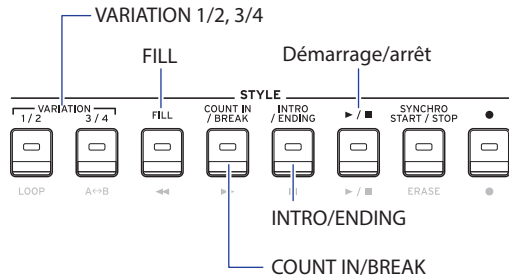 VARIATION 1/2, 3/4
FILL
Démarrage/arrêt
STYLE
VARIATION
1 / 2
3 / 4
FILL
COUNT IN
/ BREAK
INTRO
/ ENDING
► / ■
SYNCHRO
START / STOP
●
LOOP
A↔B
◄◄
►►
► / ■
ERASE
●
INTRO/ENDING
COUNT IN/BREAK